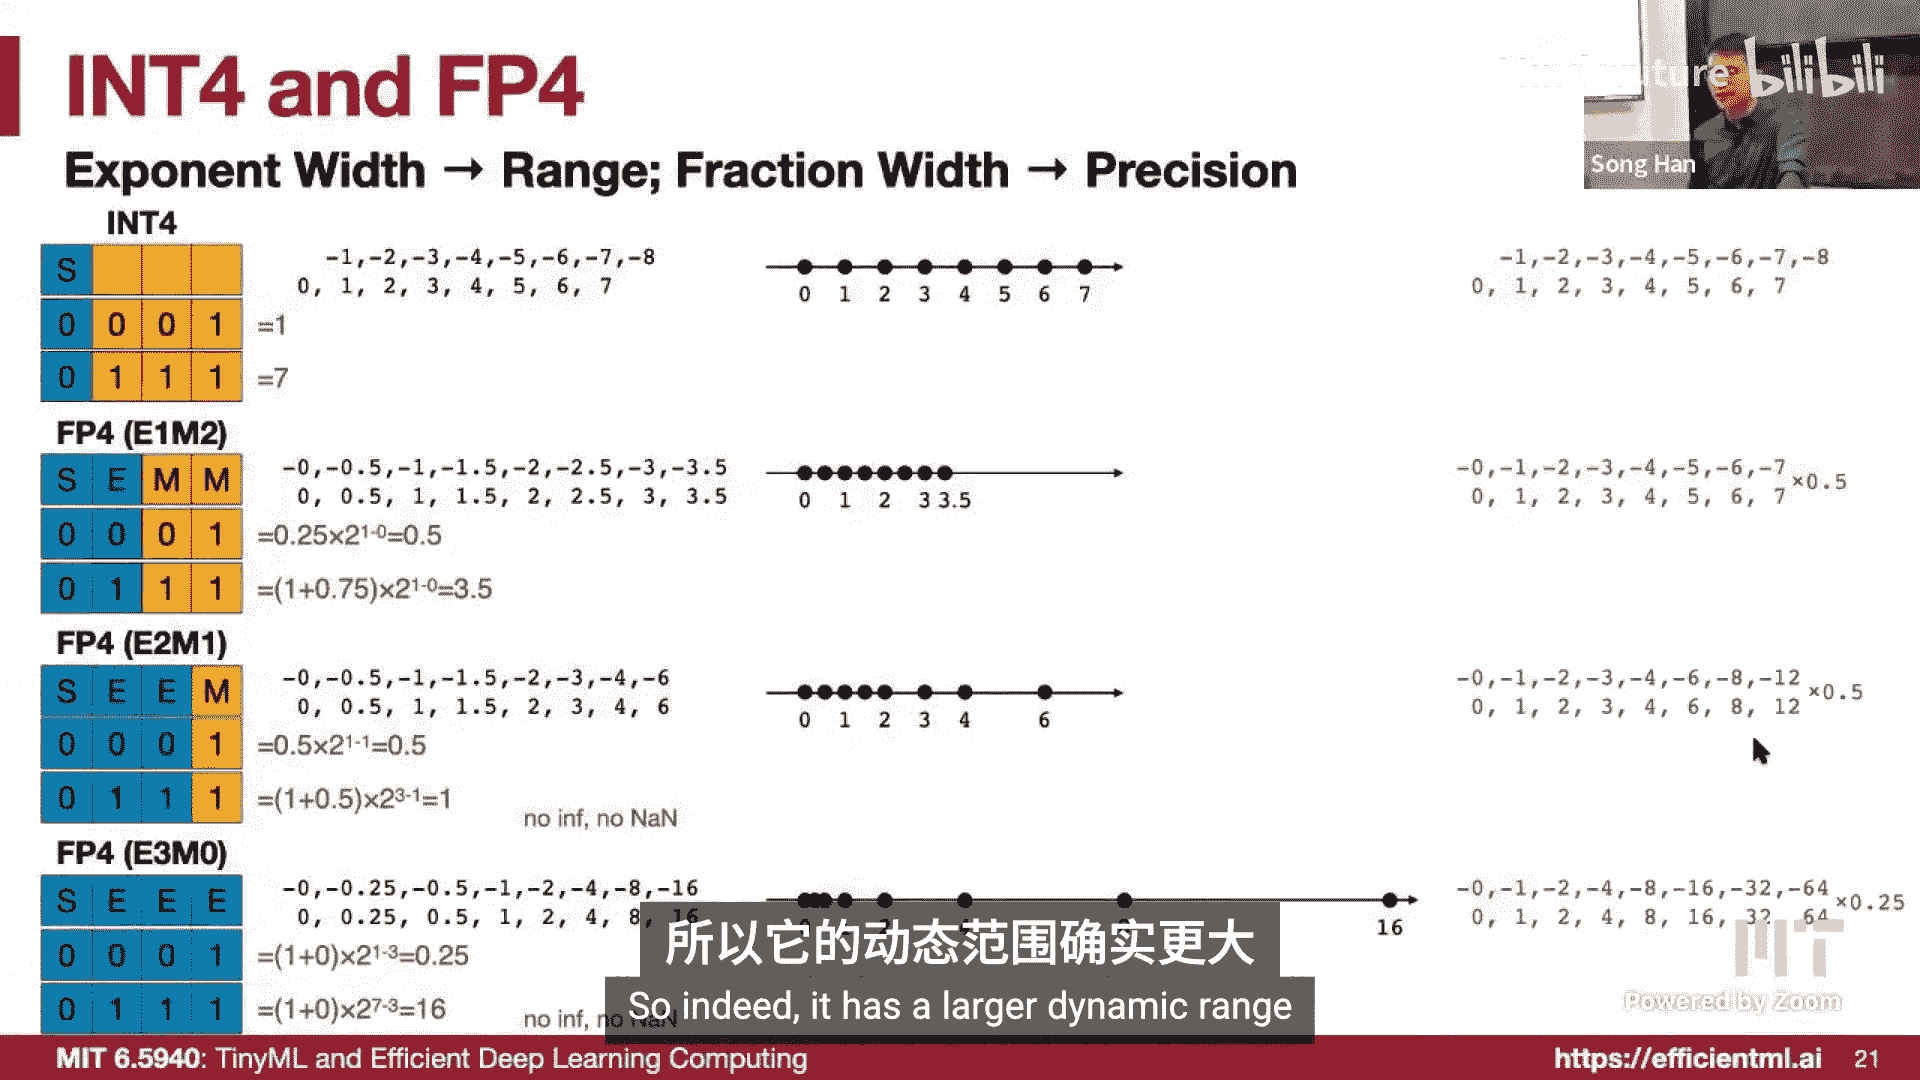 INT4 and FP4
uture bilibili
Song Han
Exponent Width → Range; Fraction Width → Precision
INT4
S
0 0 0 1 =1
0 1 1 1 =7
-1,-2,-3,-4,-5,-6,-7,-8
0, 1, 2, 3, 4, 5, 6, 7
0 1 2 3 4 5 6 7
-1,-2,-3,-4,-5,-6,-7,-8
0, 1, 2, 3, 4, 5, 6, 7
FP4 (E1M2)
S E M M
0 0 0 1 =0.25×2¹⁻⁰=0.5
0 1 1 1 =(1+0.75)×2¹⁻⁰=3.5
-0,-0.5,-1,-1.5,-2,-2.5,-3,-3.5
0, 0.5, 1, 1.5, 2, 2.5, 3, 3.5
0 1 2 3 3.5
-0,-1,-2,-3,-4,-5,-6,-7
0, 1, 2, 3, 4, 5, 6, 7
×0.5
FP4 (E2M1)
S E E M
0 0 0 1 =0.5×2¹⁻¹=0.5
0 1 1 1 =(1+0.5)×2³⁻¹=1
no inf, no NaN
-0,-0.5,-1,-1.5,-2,-3,-4,-6
0, 0.5, 1, 1.5, 2, 3, 4, 6
0 1 2 3 4 6
-0,-1,-2,-3,-4,-6,-8,-12
0, 1, 2, 3, 4, 6, 8, 12
×0.5
FP4 (E3M0)
S E E E
0 0 0 1 =(1+0)×2¹⁻³=0.25
0 1 1 1 =(1+0)×2⁷⁻³=16
no inf, no NaN
-0,-0.25,-0.5,-1,-2,-4,-8,-16
0, 0.25, 0.5, 1, 2, 4, 8, 16
16
-0,-1,-2,-4,-8,-16,-32,-64
0, 1, 2, 4, 8, 16, 32, 64
×0.25
所以它的动态范围确实更大
So indeed, it has a larger dynamic range
MIT
Powered by Zoom
MIT 6.5940: TinyML and Efficient Deep Learning Computing
https://efficientml.ai 21